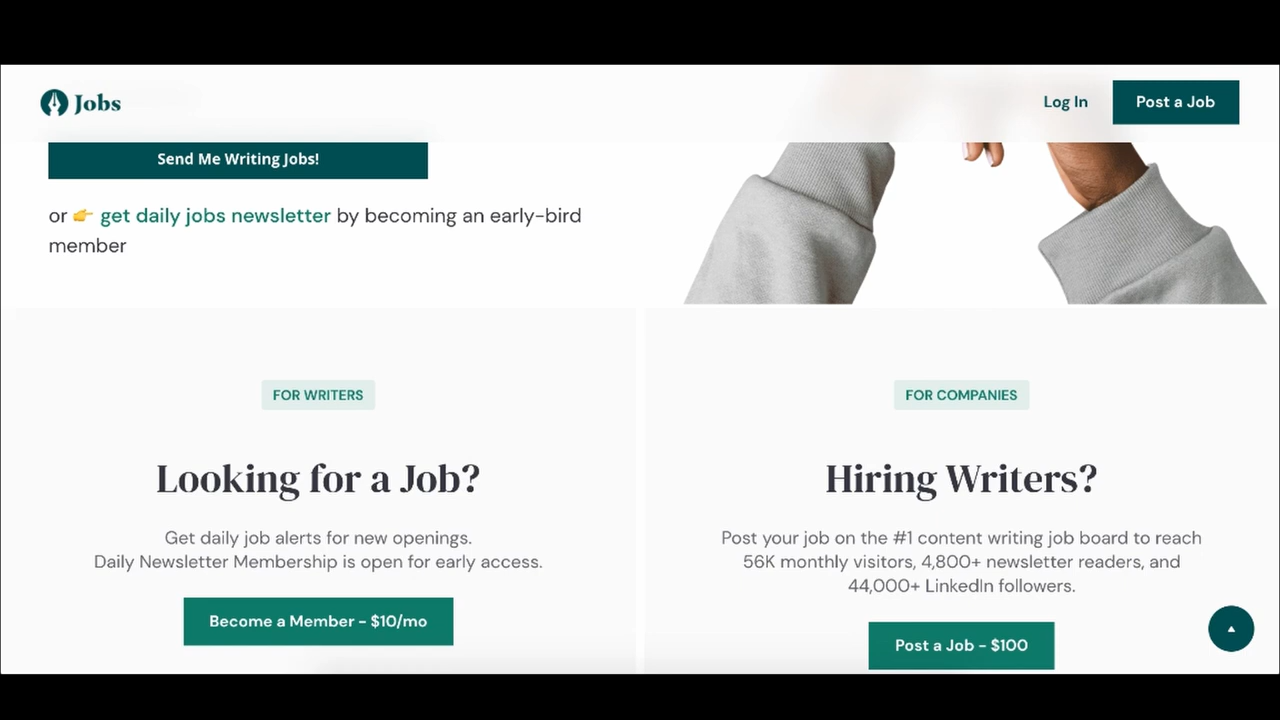 Jobs
Log In
Post a Job
Send Me Writing Jobs!
or 👉 get daily jobs newsletter by becoming an early-bird
member
FOR WRITERS
Looking for a Job?
Get daily job alerts for new openings.
Daily Newsletter Membership is open for early access.
Become a Member - $10/mo
FOR COMPANIES
Hiring Writers?
Post your job on the #1 content writing job board to reach
56K monthly visitors, 4,800+ newsletter readers, and
44,000+ LinkedIn followers.
Post a Job - $100